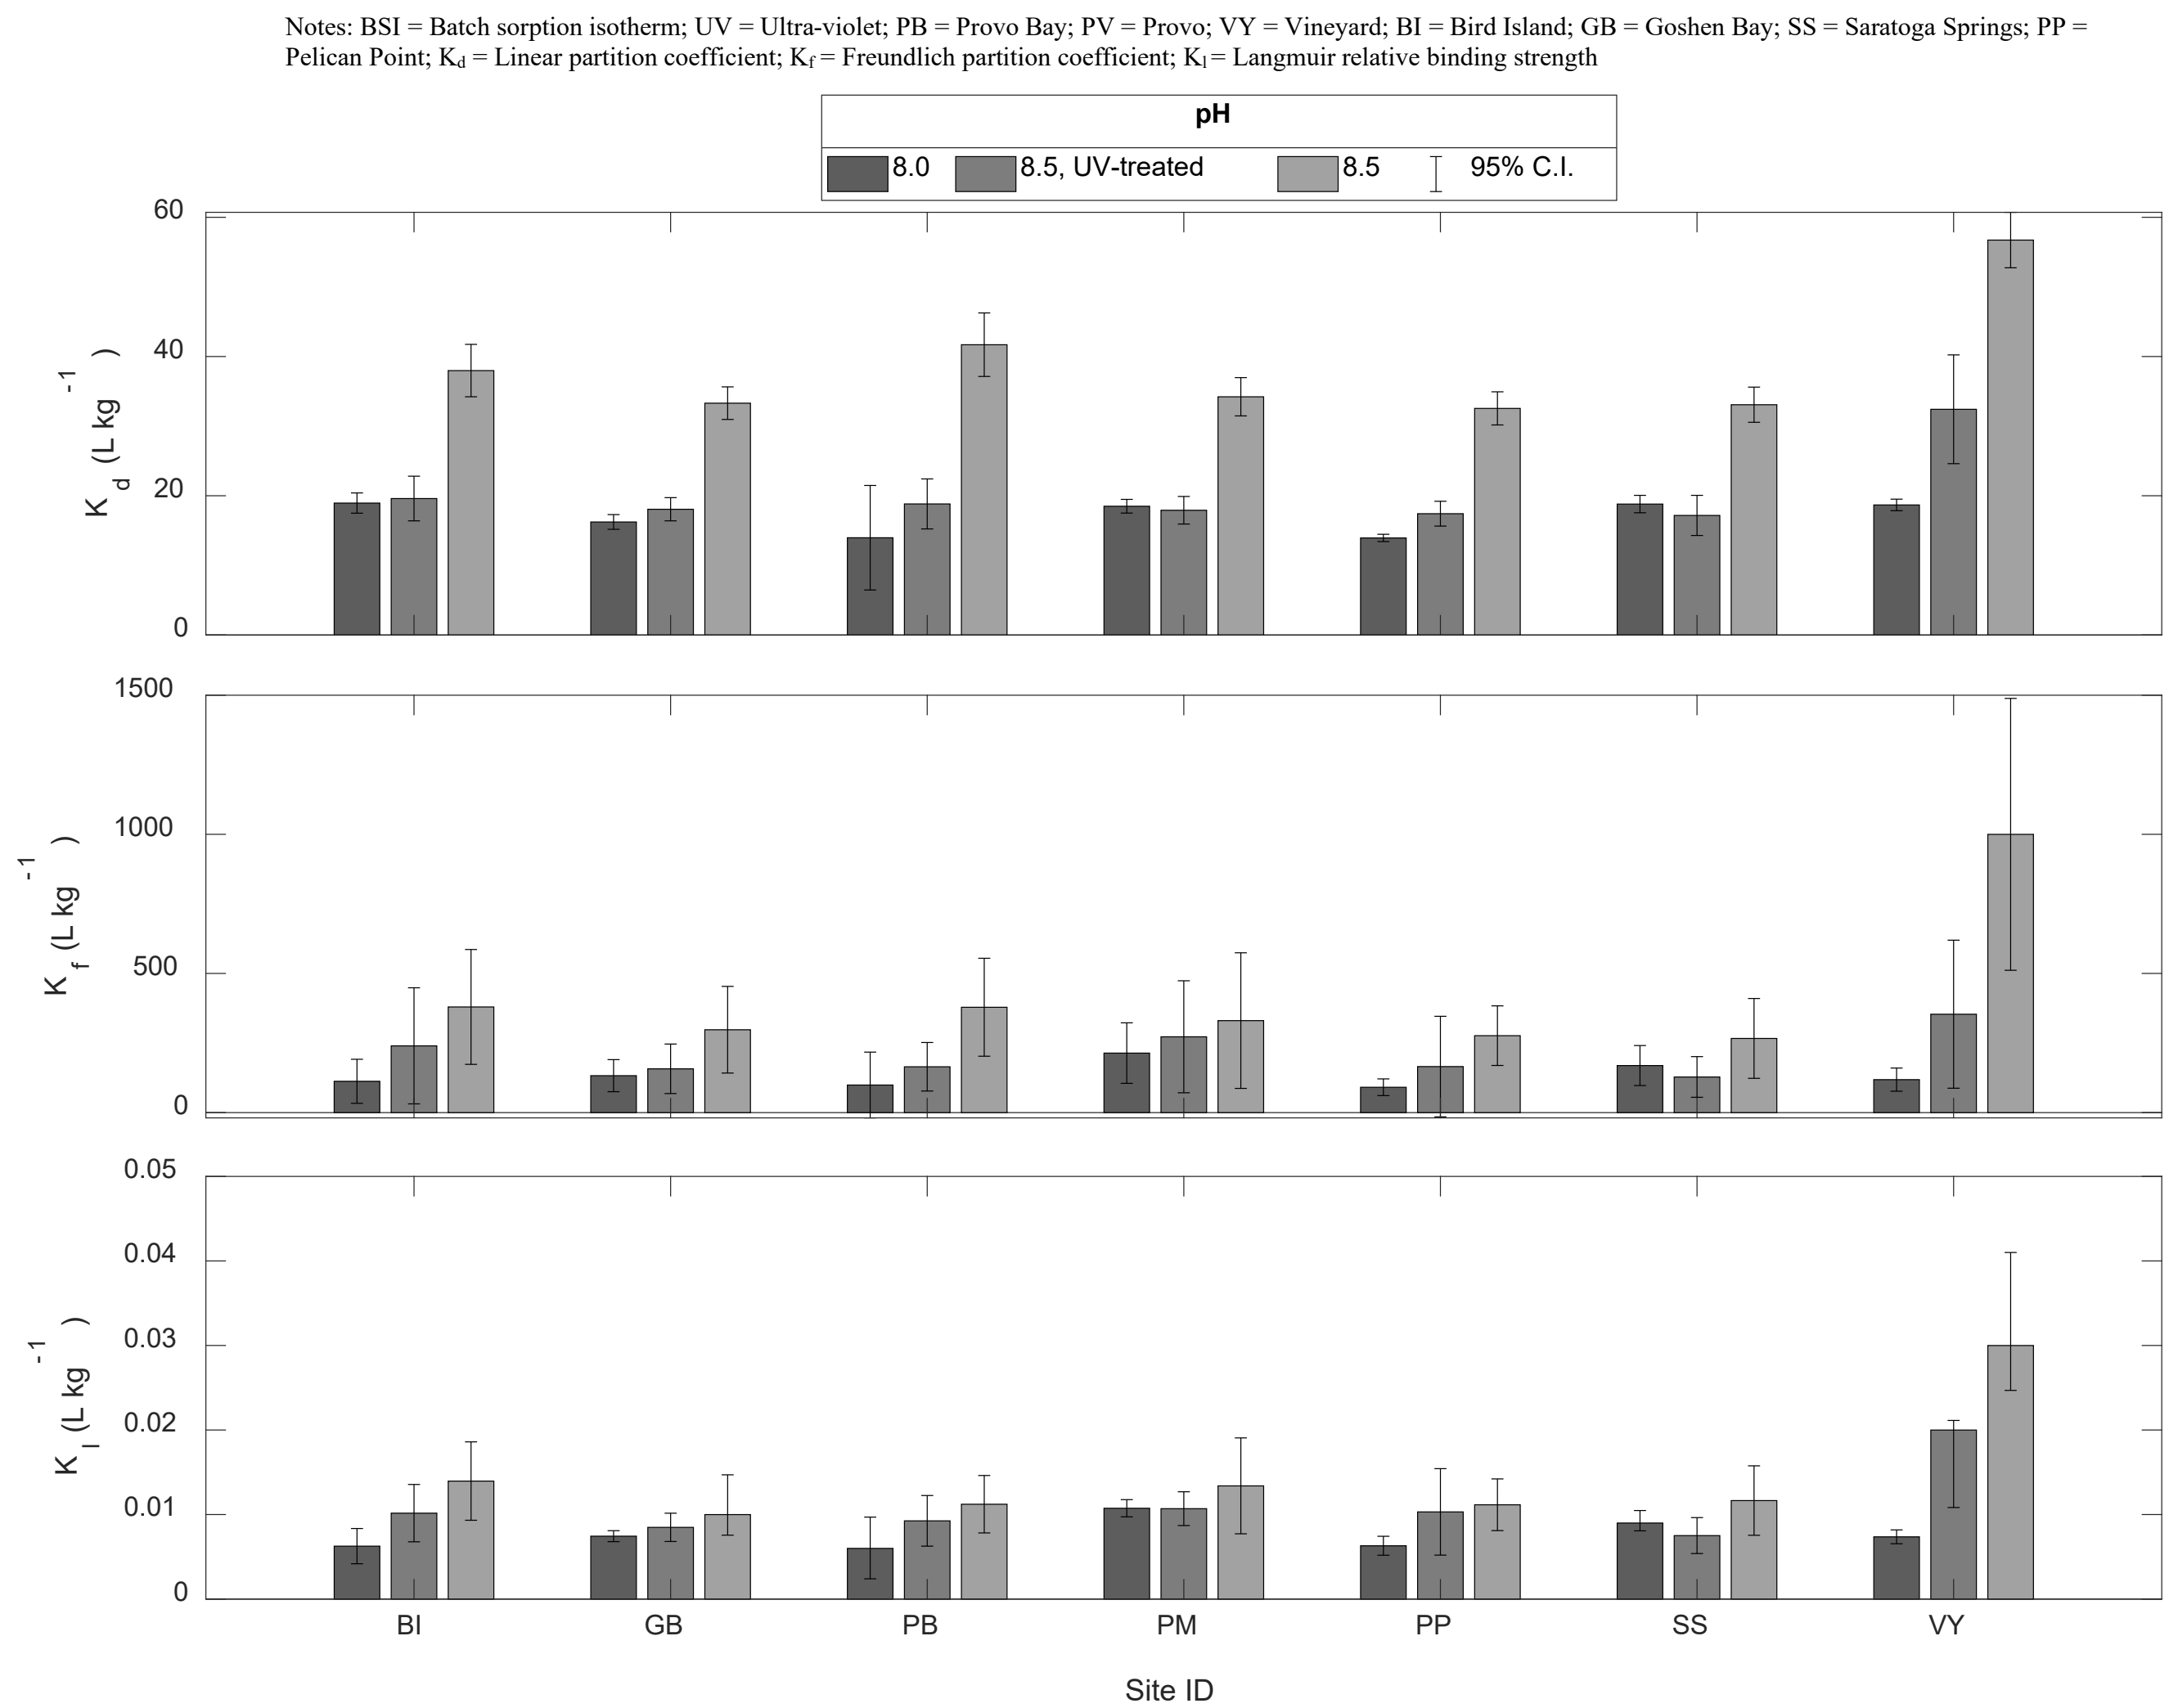 Notes: BSI = Batch sorption isotherm; UV = Ultra-violet; PB = Provo Bay; PV = Provo; VY = Vineyard; BI = Bird Island; GB = Goshen Bay; SS = Saratoga Springs; PP =
Pelican Point; Kd = Linear partition coefficient; Kf = Freundlich partition coefficient; Kl = Langmuir relative binding strength
pH
8.0 8.5, UV-treated 8.5 95% C.I.
60
40
20
0
K d (L kg -1)
1500
1000
500
0
K f (L kg -1)
0.05
0.04
0.03
0.02
0.01
0
K l (L kg -1)
BI GB PB PM PP SS VY
Site ID